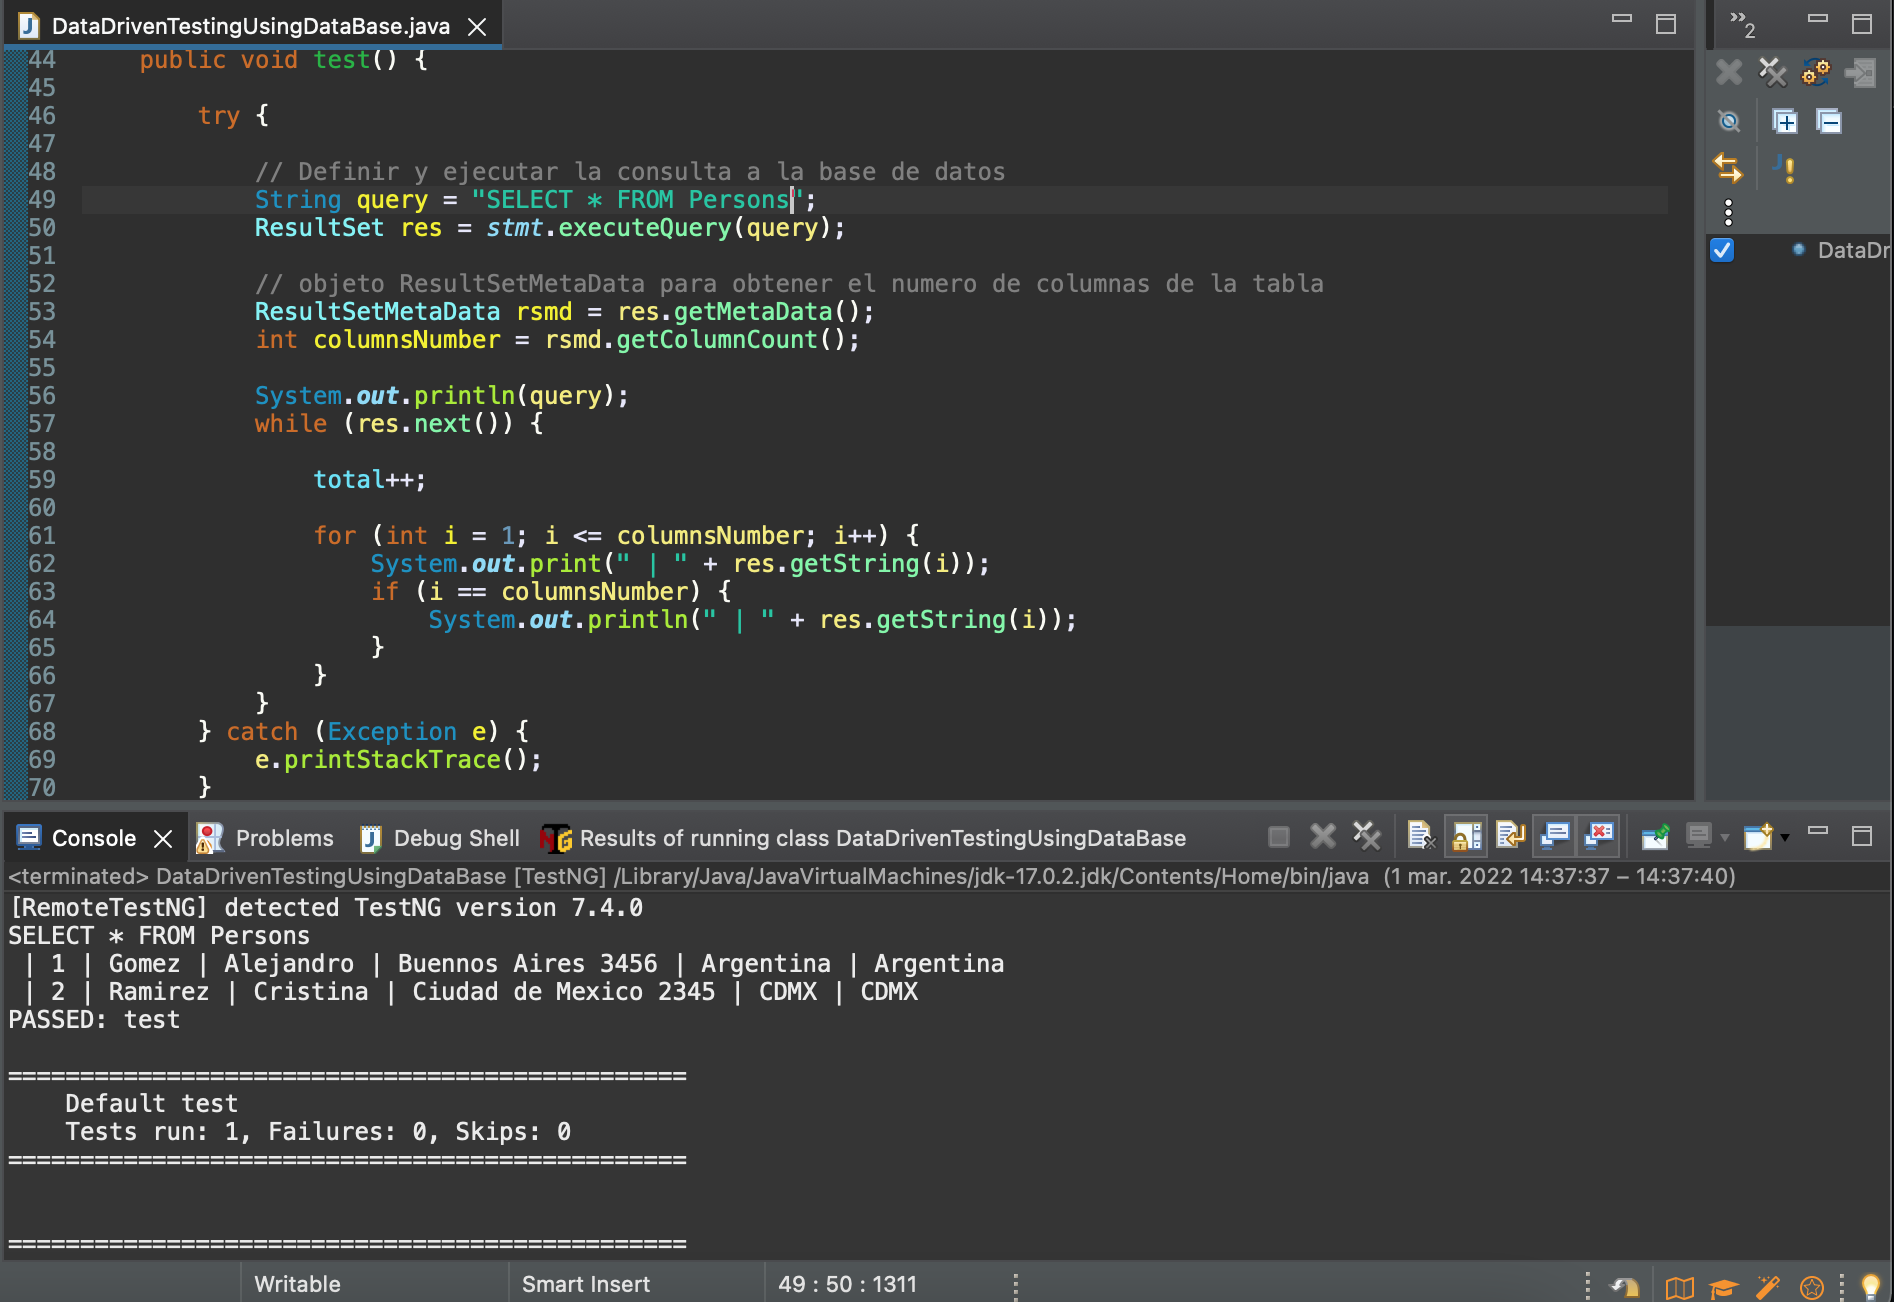 DataDrivenTestingUsingDataBase.java
2
44 public void test() {
45
46 try {
47
48 // Definir y ejecutar la consulta a la base de datos
49 String query = "SELECT * FROM Persons";
50 ResultSet res = stmt.executeQuery(query);
51
52 // objeto ResultSetMetaData para obtener el numero de columnas de la tabla
53 ResultSetMetaData rsmd = res.getMetaData();
54 int columnsNumber = rsmd.getColumnCount();
55
56 System.out.println(query);
57 while (res.next()) {
58
59 total++;
60
61 for (int i = 1; i <= columnsNumber; i++) {
62 System.out.print(" | " + res.getString(i));
63 if (i == columnsNumber) {
64 System.out.println(" | " + res.getString(i));
65 }
66 }
67 }
68 } catch (Exception e) {
69 e.printStackTrace();
70 }
DataDr
Console Problems Debug Shell Results of running class DataDrivenTestingUsingDataBase
<terminated> DataDrivenTestingUsingDataBase [TestNG] /Library/Java/JavaVirtualMachines/jdk-17.0.2.jdk/Contents/Home/bin/java (1 mar. 2022 14:37:37 – 14:37:40)
[RemoteTestNG] detected TestNG version 7.4.0
SELECT * FROM Persons
| 1 | Gomez | Alejandro | Buennos Aires 3456 | Argentina | Argentina
| 2 | Ramirez | Cristina | Ciudad de Mexico 2345 | CDMX | CDMX
PASSED: test
===============================================
Default test
Tests run: 1, Failures: 0, Skips: 0
===============================================
===============================================
Writable Smart Insert 49 : 50 : 1311